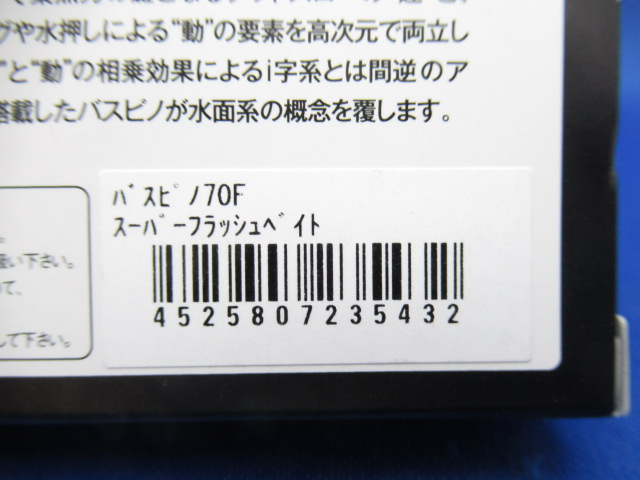 や水押しによる“動”の要素を高次元で両立し
と“動”の相乗効果によるi字系とは間逆のア
搭載したバスピノが水面系の概念を覆します。
ﾊﾞｽﾋﾟﾉ70F
ｽｰﾊﾟｰﾌﾗｯｼｭﾍﾞｲﾄ
4525807235432
。
下さい。
て、
して下さい。